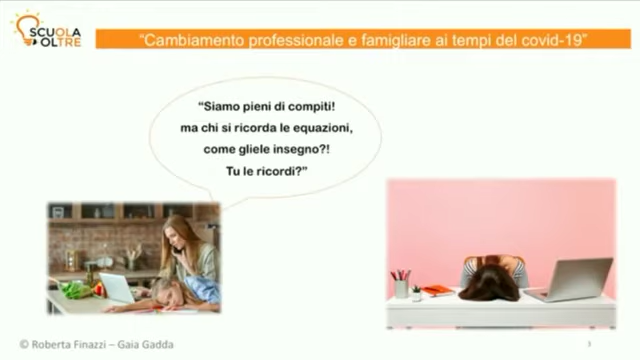 SCUOLA
OLTRE
“Cambiamento professionale e famigliare ai tempi del covid-19”
“Siamo pieni di compiti!
ma chi si ricorda le equazioni,
come gliele insegno?!
Tu le ricordi?”
© Roberta Finazzi – Gaia Gadda
3